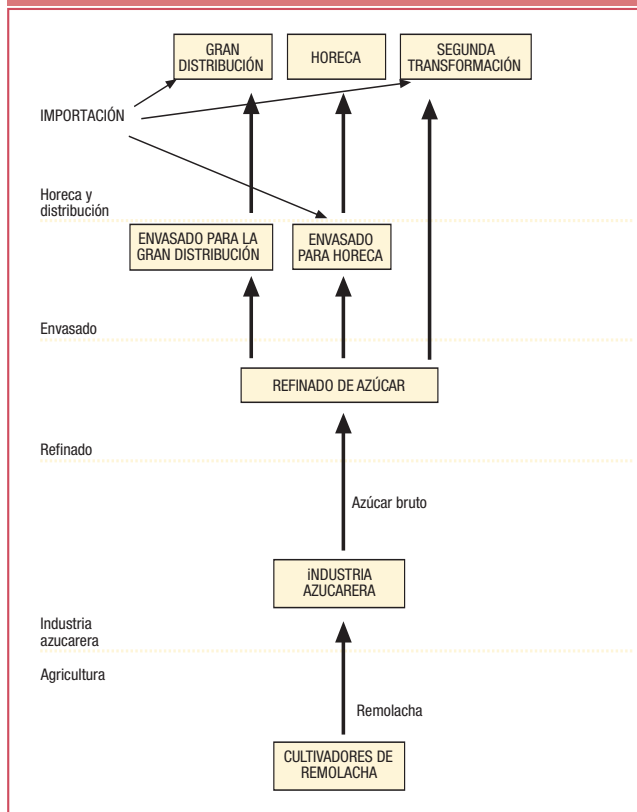 GRAN
DISTRIBUCIÓN
HORECA
SEGUNDA
TRANSFORMACIÓN
IMPORTACIÓN
Horeca y
distribución
ENVASADO PARA LA
GRAN DISTRIBUCIÓN
ENVASADO
PARA HORECA
Envasado
REFINADO DE AZÚCAR
Refinado
Azúcar bruto
iNDUSTRIA
AZUCARERA
Industria
azucarera
Agricultura
Remolacha
CULTIVADORES DE
REMOLACHA